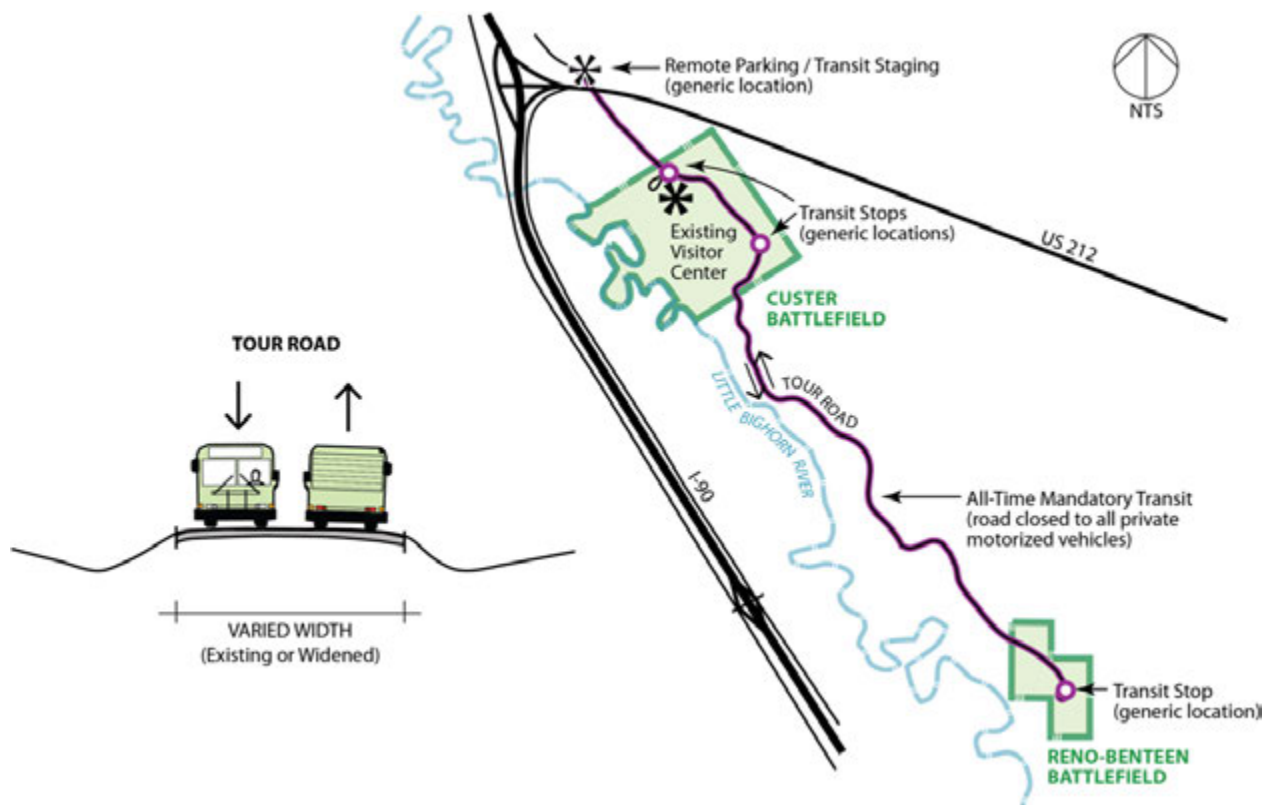 Remote Parking / Transit Staging
(generic location)
NTS
Transit Stops
(generic locations)
Existing
Visitor
Center
US 212
CUSTER
BATTLEFIELD
TOUR ROAD
TOUR ROAD
LITTLE BIGHORN RIVER
I-90
All-Time Mandatory Transit
(road closed to all private
motorized vehicles)
VARIED WIDTH
(Existing or Widened)
Transit Stop
(generic location)
RENO-BENTEEN
BATTLEFIELD